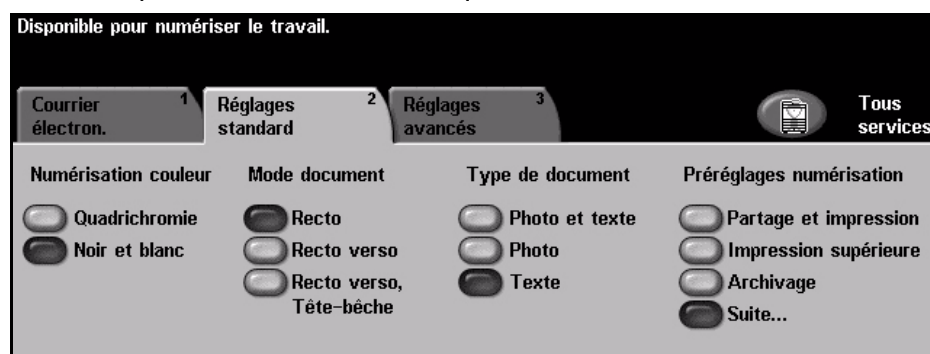 Disponible pour numériser le travail.
Courrier 1
électron.
Réglages 2
standard
Réglages 3
avancés
Tous
services
Numérisation couleur
Quadrichromie
Noir et blanc
Mode document
Recto
Recto verso
Recto verso,
Tête-bêche
Type de document
Photo et texte
Photo
Texte
Préréglages numérisation
Partage et impression
Impression supérieure
Archivage
Suite...